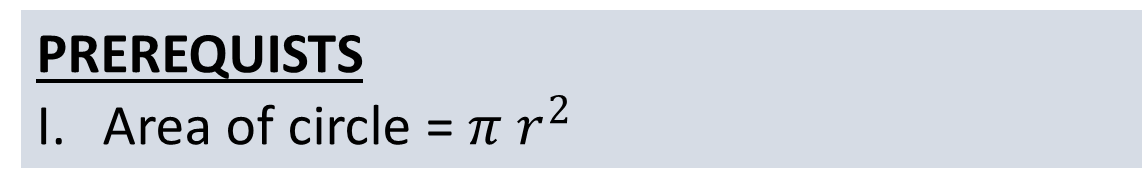 PREREQUISTS
I. Area of circle = π r²